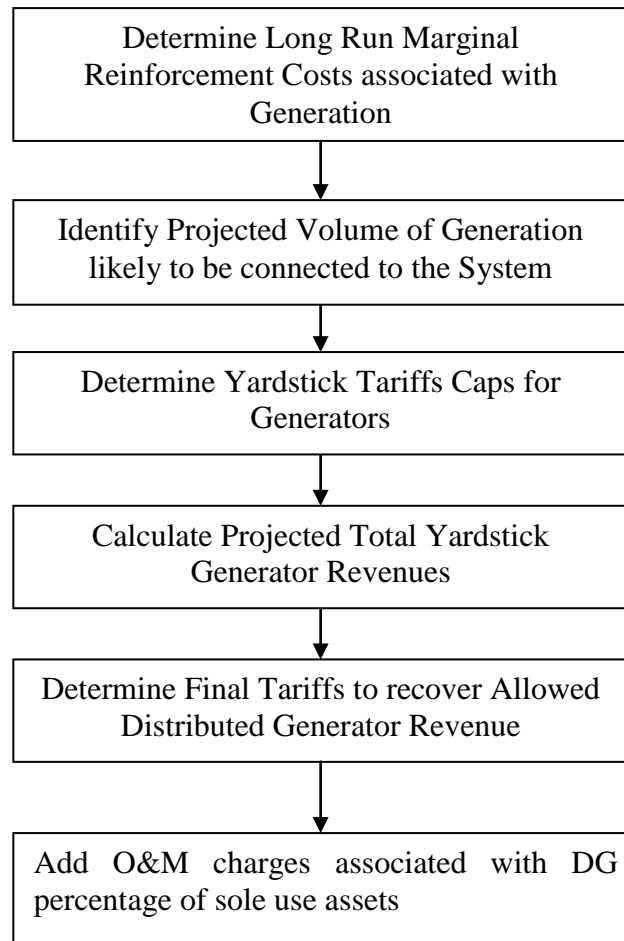 Determine Long Run Marginal
Reinforcement Costs associated with
Generation
Identify Projected Volume of Generation
likely to be connected to the System
Determine Yardstick Tariffs Caps for
Generators
Calculate Projected Total Yardstick
Generator Revenues
Determine Final Tariffs to recover Allowed
Distributed Generator Revenue
Add O&M charges associated with DG
percentage of sole use assets